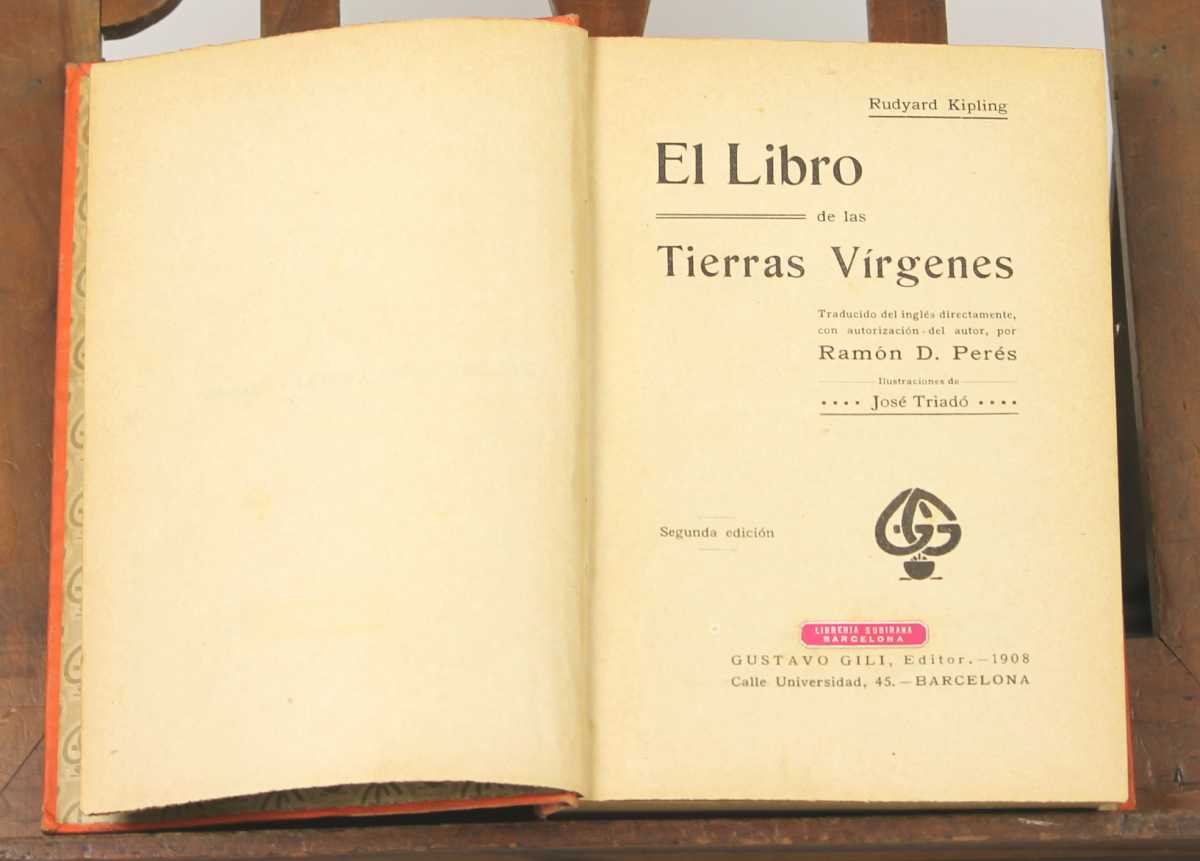 Rudyard Kipling
El Libro
de las
Tierras Vírgenes
Traducido del inglés directamente,
con autorización del autor, por
Ramón D. Perés
Ilustraciones de
José Triadó
Segunda edición
LIBRERIA SUBIRANA
BARCELONA
GUSTAVO GILI, Editor.—1908
Calle Universidad, 45.—BARCELONA